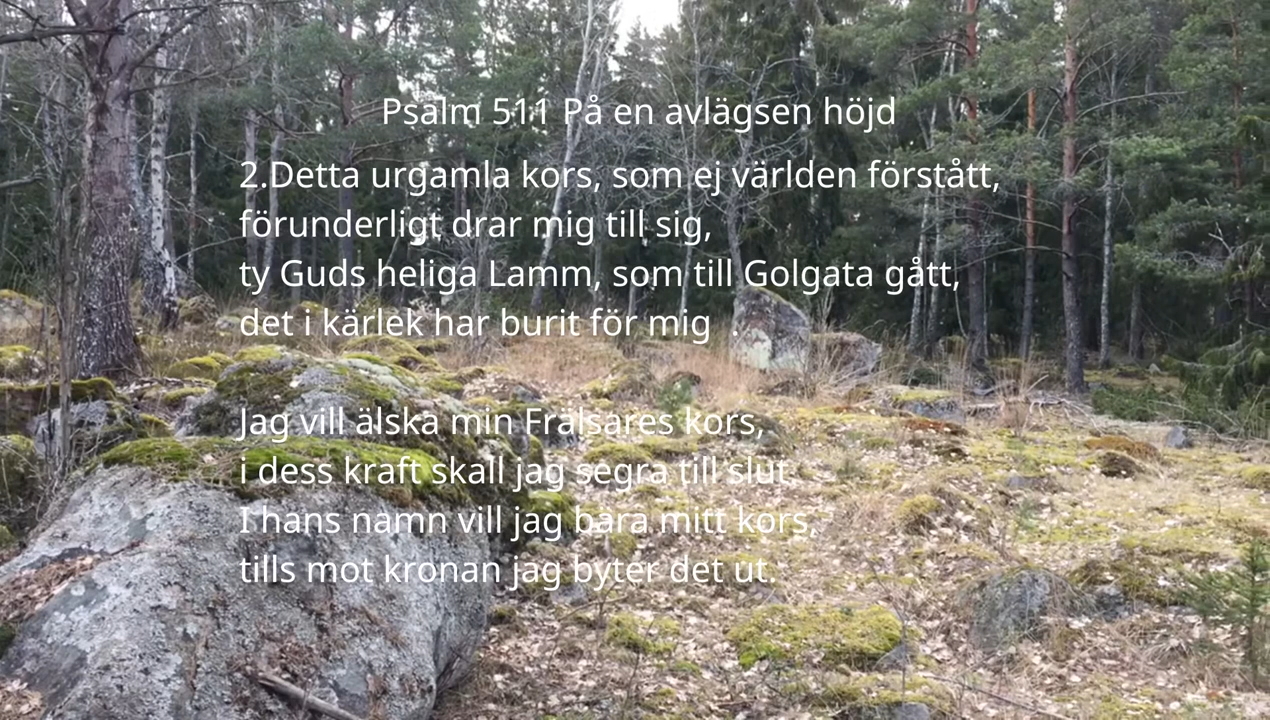 Psalm 511 På en avlägsen höjd
2.Detta urgamla kors, som ej världen förstått,
förunderligt drar mig till sig,
ty Guds heliga Lamm, som till Golgata gått,
det i kärlek har burit för mig .
Jag vill älska min Frälsares kors,
i dess kraft skall jag segra till slut.
I hans namn vill jag bära mitt kors,
tills mot kronan jag byter det ut.